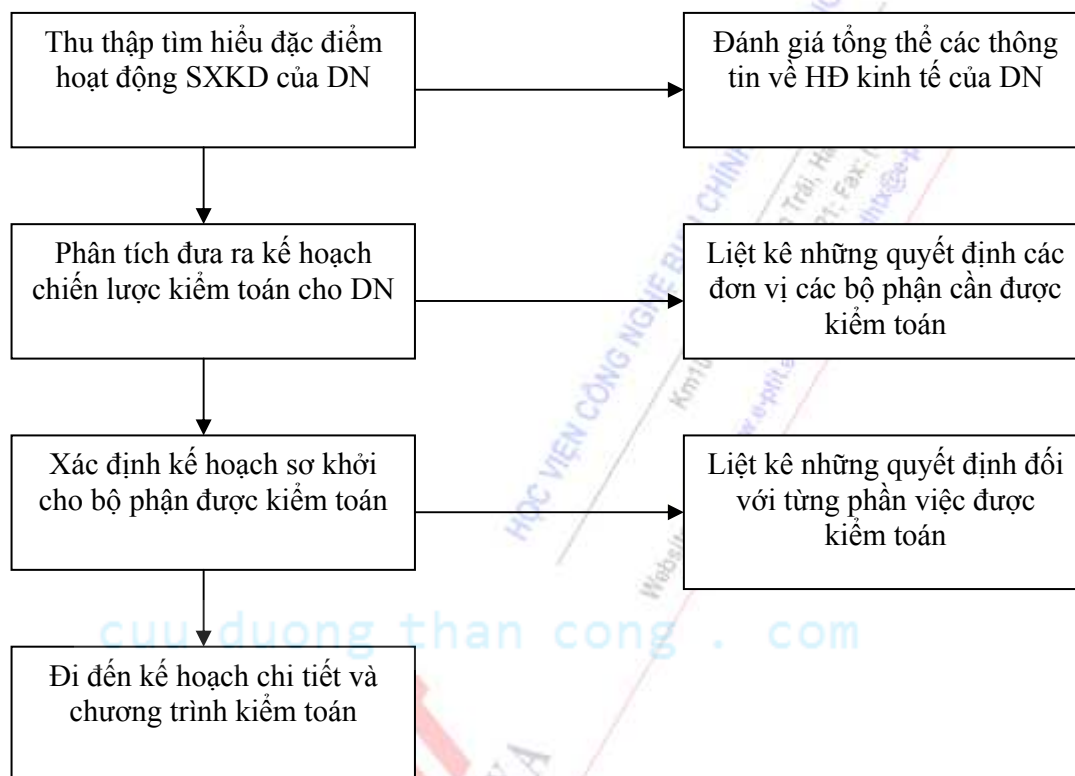 Thu thập tìm hiểu đặc điểm
hoạt động SXKD của DN
Đánh giá tổng thể các thông
tin về HĐ kinh tế của DN
Phân tích đưa ra kế hoạch
chiến lược kiểm toán cho DN
Liệt kê những quyết định các
đơn vị các bộ phận cần được
kiểm toán
Xác định kế hoạch sơ khởi
cho bộ phận được kiểm toán
Liệt kê những quyết định đối
với từng phần việc được
kiểm toán
Đi đến kế hoạch chi tiết và
chương trình kiểm toán
cuu duong than cong . com
HỌC VIỆN CÔNG NGHỆ BƯU CHÍNH
Trãi,
Fax: